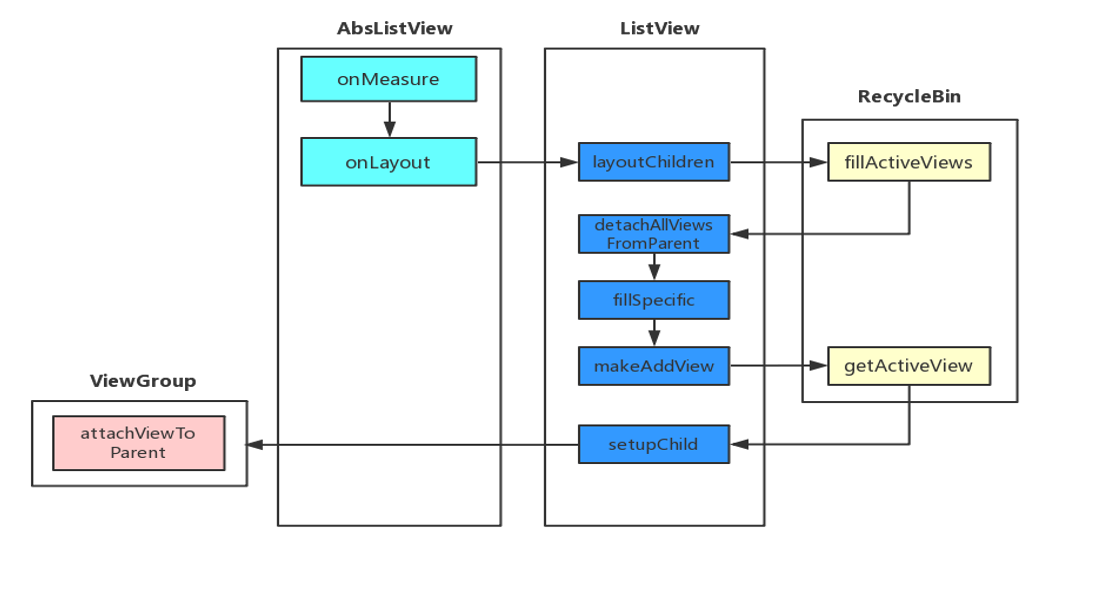 AbsListView
ListView
onMeasure
RecycleBin
onLayout
layoutChildren
fillActiveViews
detachAllViews
FromParent
fillSpecific
makeAddView
getActiveView
ViewGroup
attachViewTo
Parent
setupChild